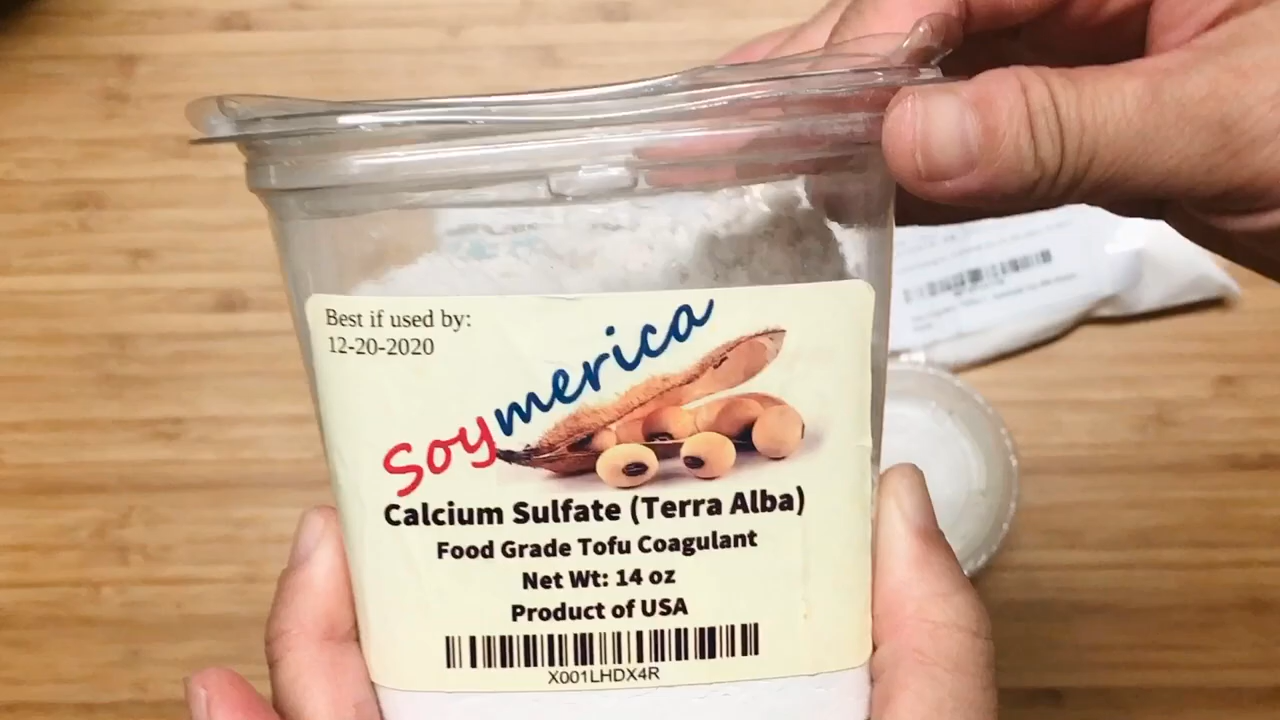 Best if used by:
12-20-2020
Soymerica
Calcium Sulfate (Terra Alba)
Food Grade Tofu Coagulant
Net Wt: 14 oz
Product of USA
X001LHDX4R